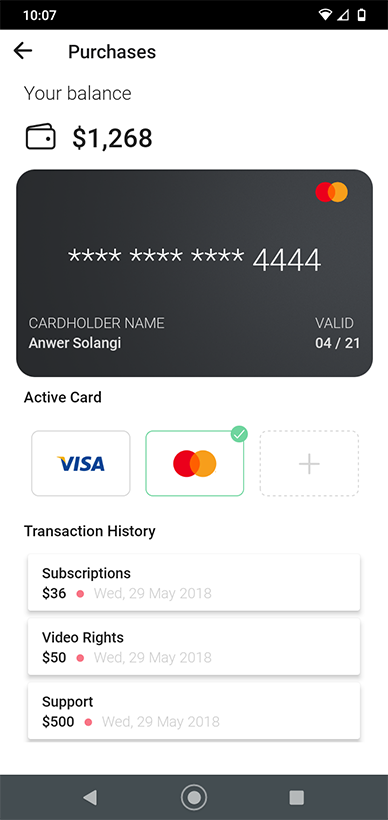 10:07
Purchases
Your balance
$1,268
**** **** **** 4444
CARDHOLDER NAME VALID
Anwer Solangi 04 / 21
Active Card
VISA
Transaction History
Subscriptions
$36 Wed, 29 May 2018
Video Rights
$50 Wed, 29 May 2018
Support
$500 Wed, 29 May 2018